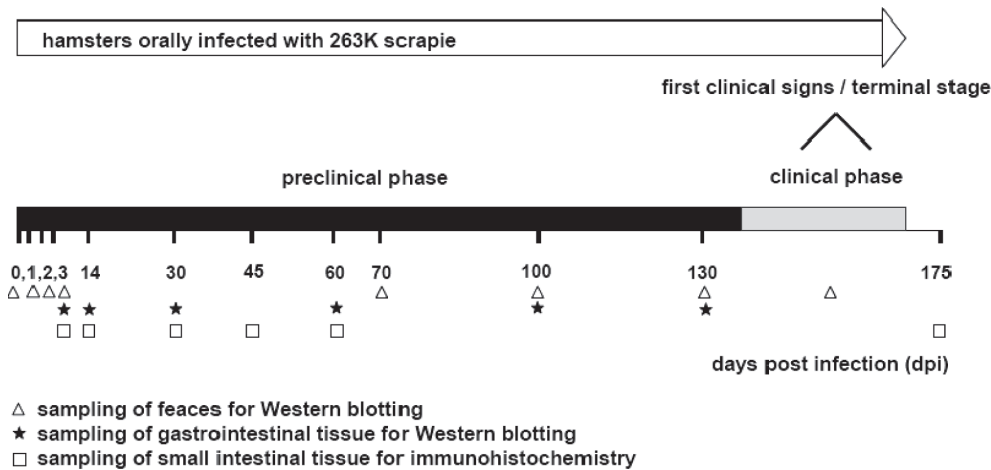 hamsters orally infected with 263K scrapie
first clinical signs / terminal stage
preclinical phase
clinical phase
0,1,2,3 14 30 45 60 70 100 130 175
days post infection (dpi)
sampling of feaces for Western blotting
sampling of gastrointestinal tissue for Western blotting
sampling of small intestinal tissue for immunohistochemistry